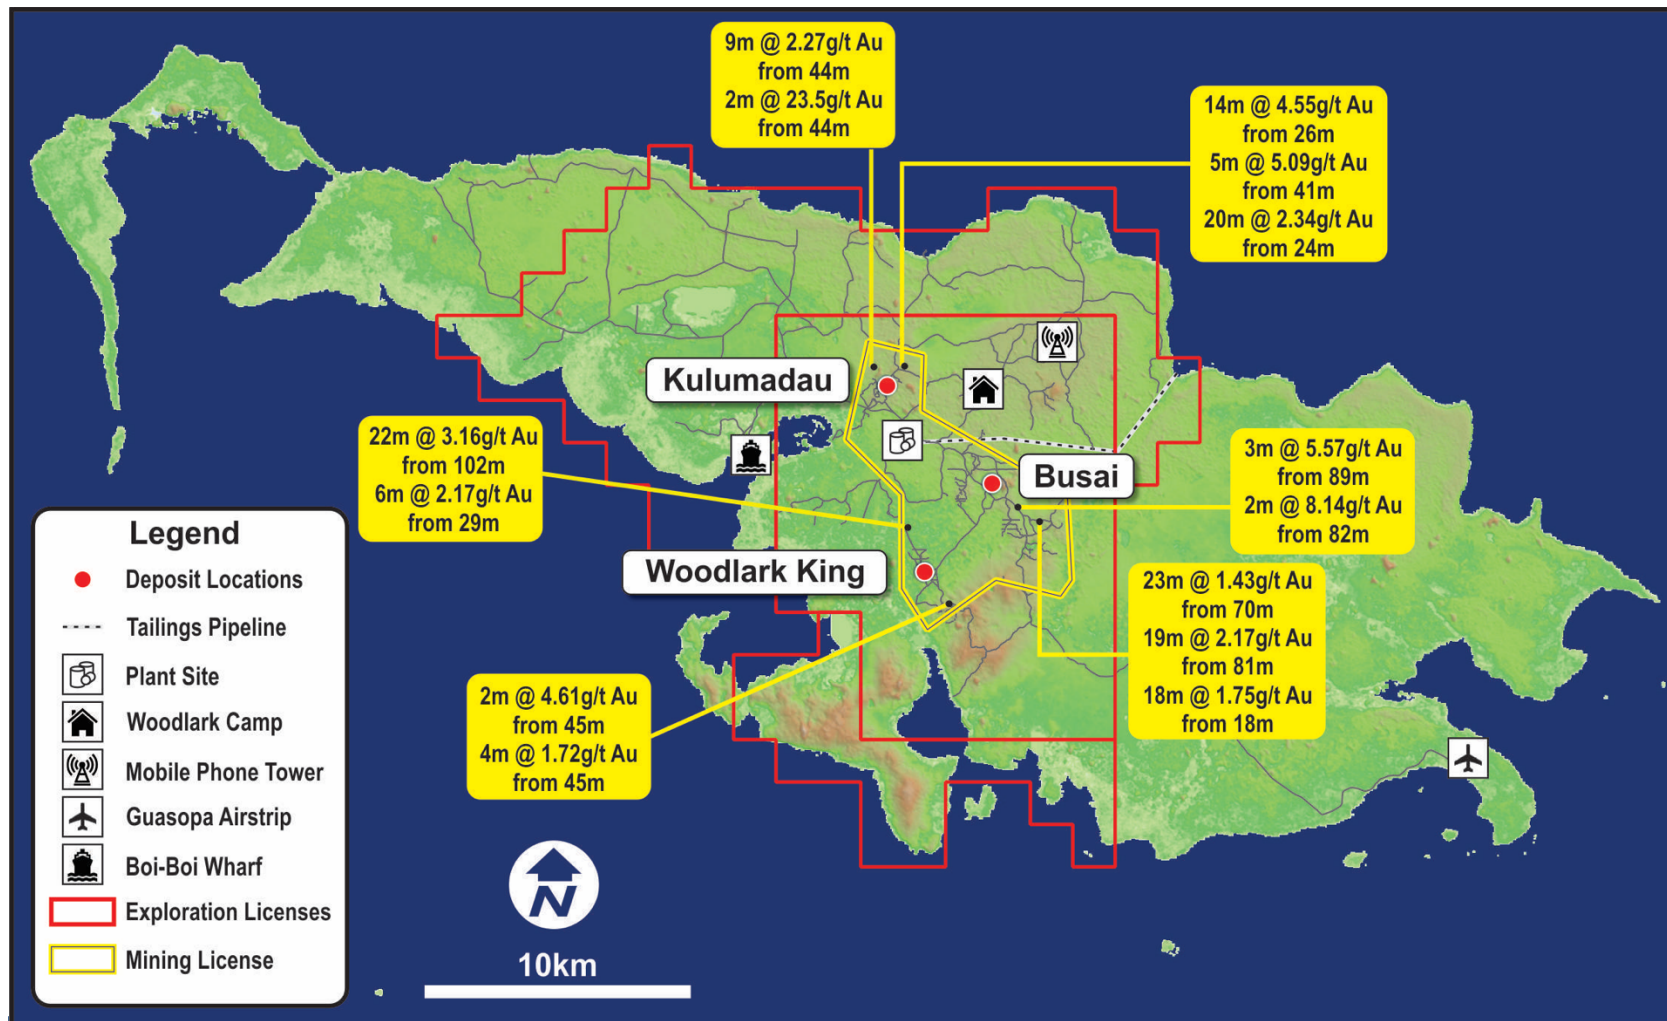 9m @ 2.27g/t Au
from 44m
2m @ 23.5g/t Au
from 44m
14m @ 4.55g/t Au
from 26m
5m @ 5.09g/t Au
from 41m
20m @ 2.34g/t Au
from 24m
Kulumadau
22m @ 3.16g/t Au
from 102m
6m @ 2.17g/t Au
from 29m
Busai
3m @ 5.57g/t Au
from 89m
2m @ 8.14g/t Au
from 82m
Woodlark King
23m @ 1.43g/t Au
from 70m
19m @ 2.17g/t Au
from 81m
18m @ 1.75g/t Au
from 18m
2m @ 4.61g/t Au
from 45m
4m @ 1.72g/t Au
from 45m
Legend
Deposit Locations
Tailings Pipeline
Plant Site
Woodlark Camp
Mobile Phone Tower
Guasopa Airstrip
Boi-Boi Wharf
Exploration Licenses
Mining License
N
10km